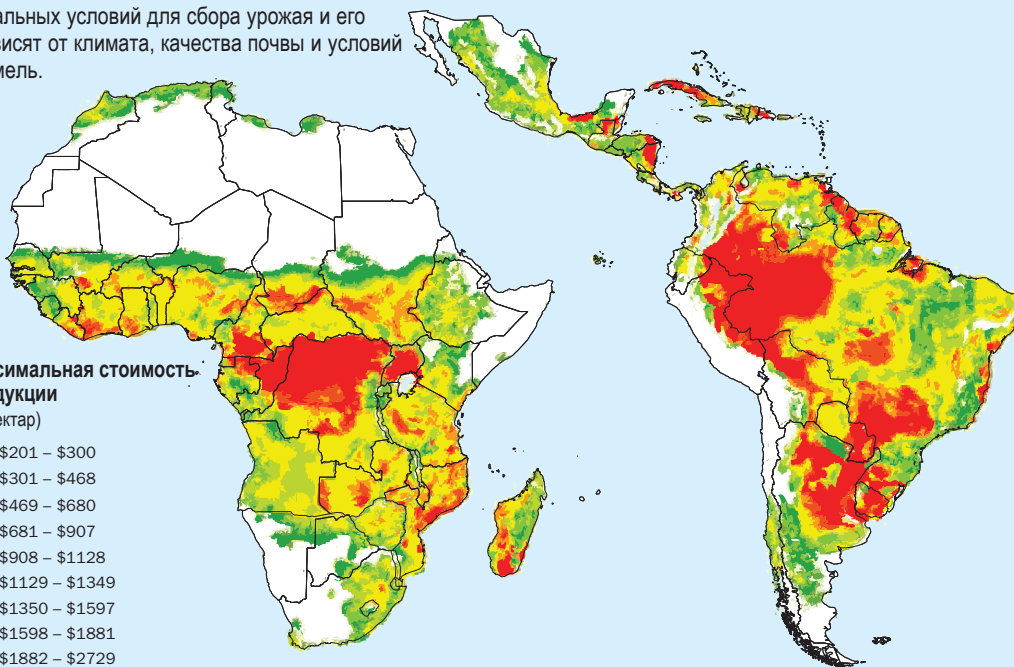 альных условий для сбора урожая и его
висят от климата, качества почвы и условий
мель.
симальная стоимость
дукции
ектар)
$201 – $300
$301 – $468
$469 – $680
$681 – $907
$908 – $1128
$1129 – $1349
$1350 – $1597
$1598 – $1881
$1882 – $2729